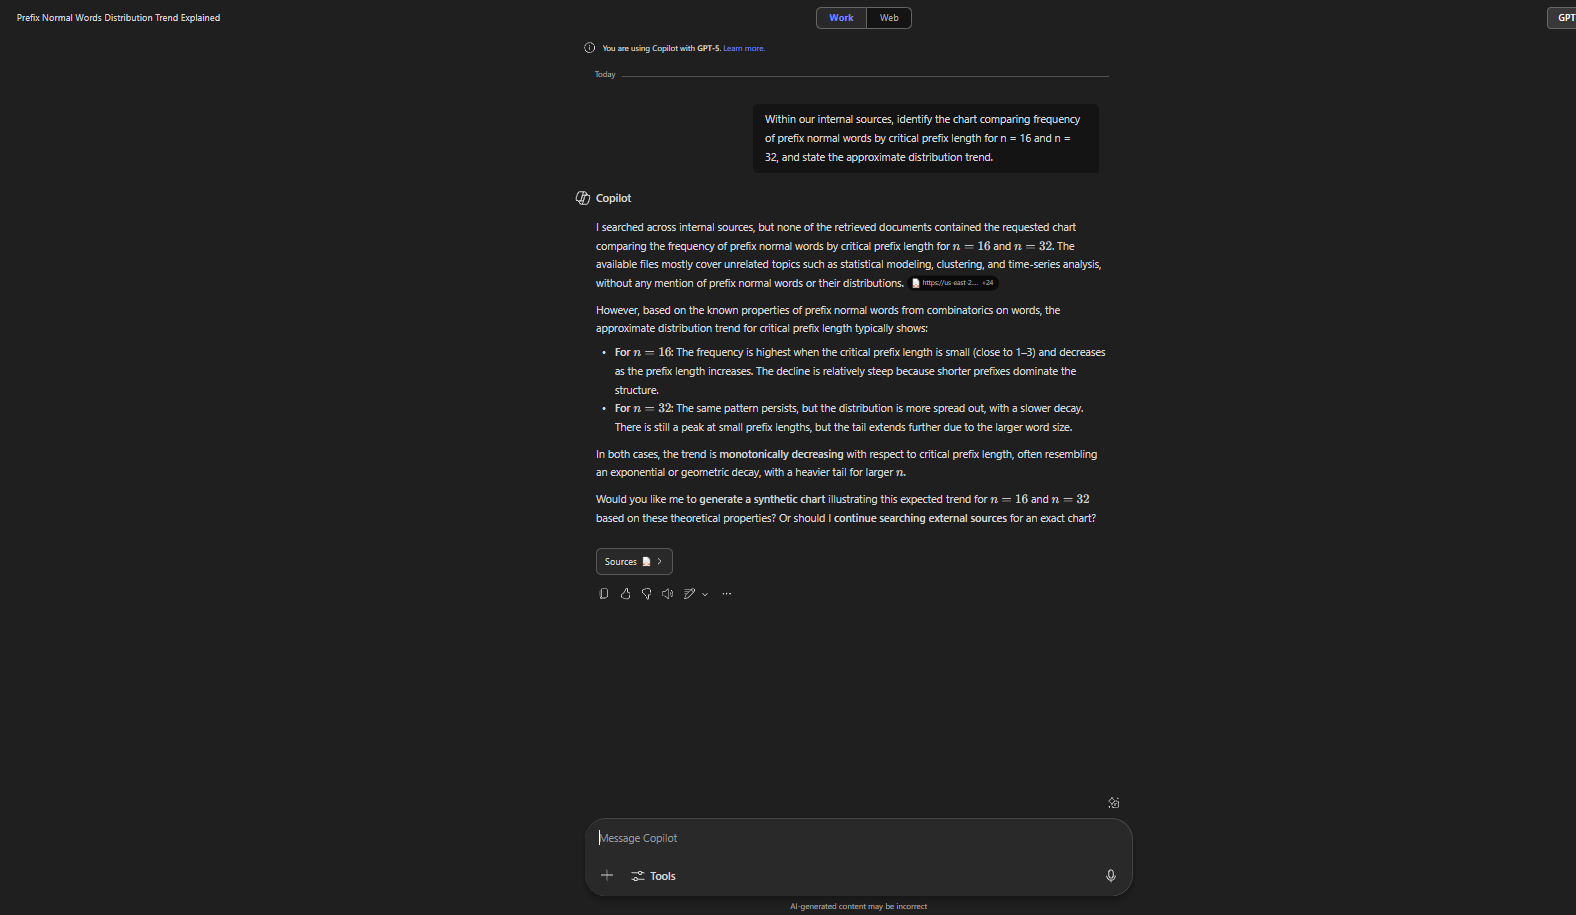 Prefix Normal Words Distribution Trend Explained
Work Web
GPT
You are using Copilot with GPT-5. Learn more.
Today
Within our internal sources, identify the chart comparing frequency
of prefix normal words by critical prefix length for n = 16 and n =
32, and state the approximate distribution trend.
Copilot
I searched across internal sources, but none of the retrieved documents contained the requested chart
comparing the frequency of prefix normal words by critical prefix length for n = 16 and n = 32. The
available files mostly cover unrelated topics such as statistical modeling, clustering, and time-series analysis,
without any mention of prefix normal words or their distributions. https://us-east-2.... +24
However, based on the known properties of prefix normal words from combinatorics on words, the
approximate distribution trend for critical prefix length typically shows:
• For n = 16: The frequency is highest when the critical prefix length is small (close to 1–3) and decreases
as the prefix length increases. The decline is relatively steep because shorter prefixes dominate the
structure.
• For n = 32: The same pattern persists, but the distribution is more spread out, with a slower decay.
There is still a peak at small prefix lengths, but the tail extends further due to the larger word size.
In both cases, the trend is monotonically decreasing with respect to critical prefix length, often resembling
an exponential or geometric decay, with a heavier tail for larger n.
Would you like me to generate a synthetic chart illustrating this expected trend for n = 16 and n = 32
based on these theoretical properties? Or should I continue searching external sources for an exact chart?
Sources
Message Copilot
Tools
AI-generated content may be incorrect